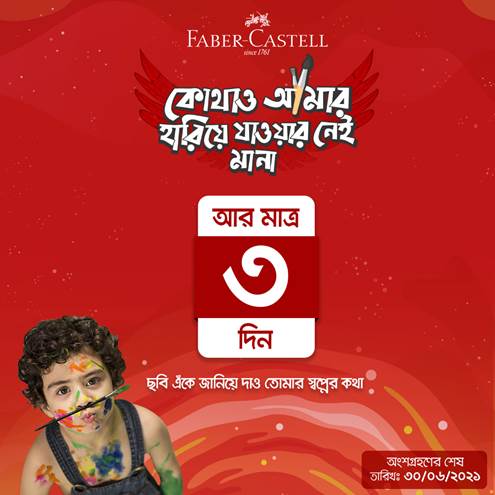 FABER-CASTELL
since 1761
কোথাও আমার
হারিয়ে যাওয়ার নেই
মানা
আর মাত্র
৩
দিন
ছবি এঁকে জানিয়ে দাও তোমার স্বপ্নের কথা
অংশগ্রহণের শেষ
তারিখঃ ৩০/০৬/২০২১